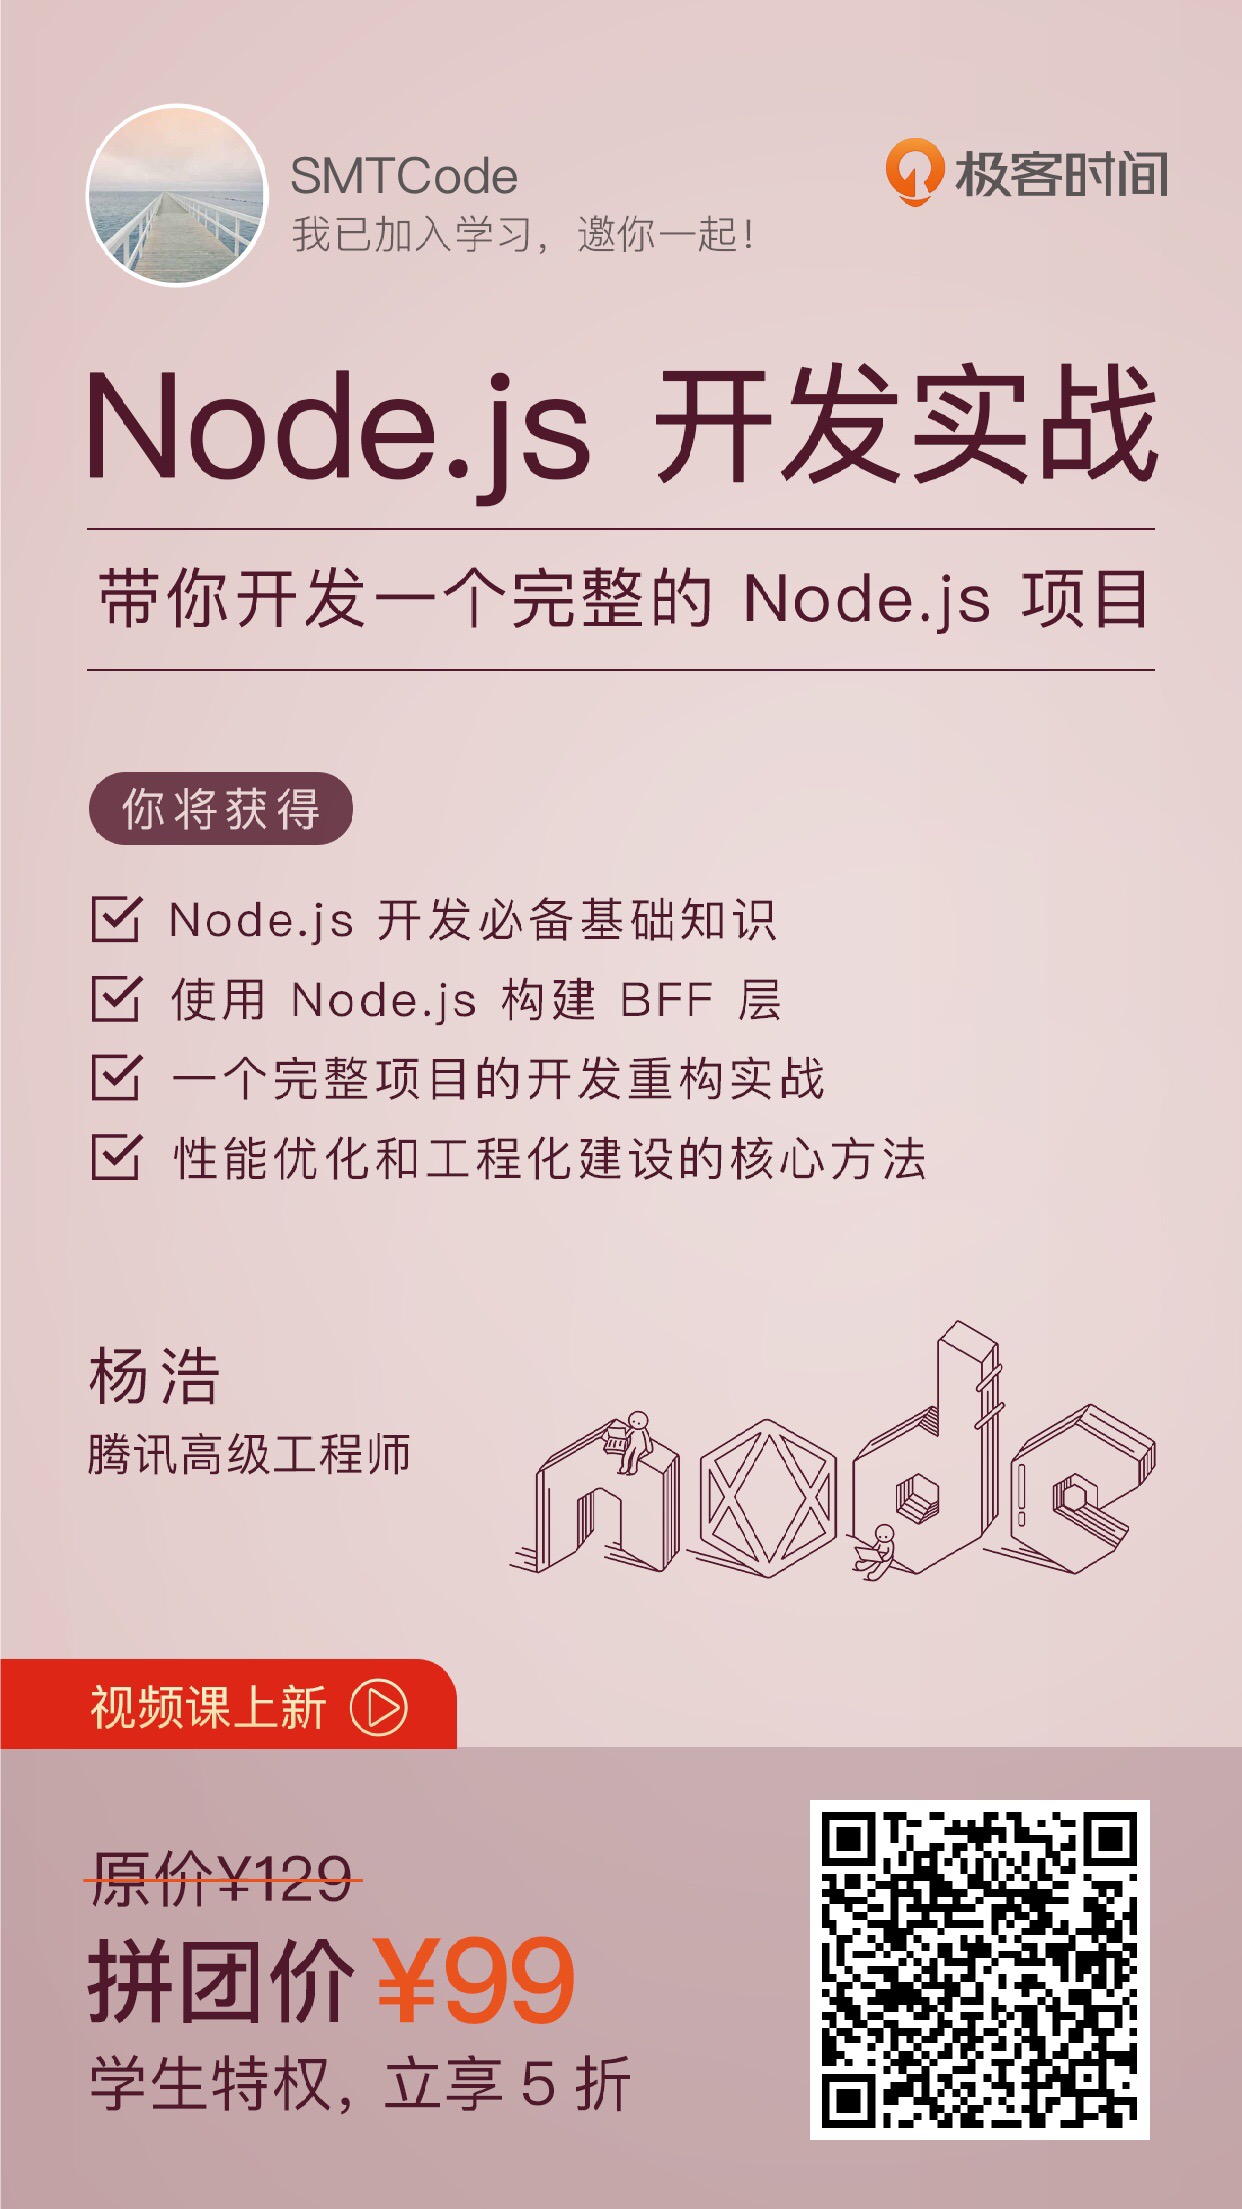 SMTCode
我已加入学习，邀你一起！
极客时间
Node.js 开发实战
带你开发一个完整的 Node.js 项目
你将获得
Node.js 开发必备基础知识
使用 Node.js 构建 BFF 层
一个完整项目的开发重构实战
性能优化和工程化建设的核心方法
杨浩
腾讯高级工程师
node
视频课上新
原价¥129
拼团价 ¥99
学生特权，立享 5 折